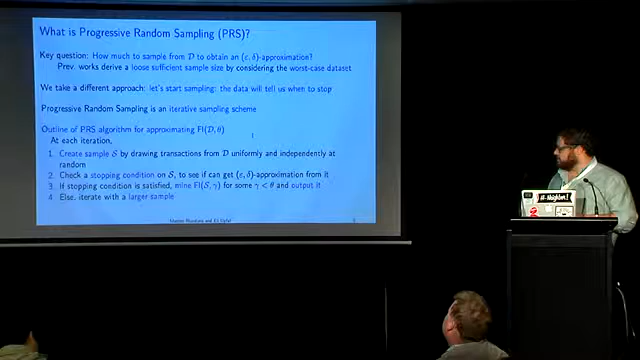 What is Progressive Random Sampling (PRS)?
Key question: How much to sample from D to obtain an (ε, δ)-approximation?
Prev. works derive a loose sufficient sample size by considering the worst-case dataset
We take a different approach: let's start sampling: the data will tell us when to stop
Progressive Random Sampling is an iterative sampling scheme
Outline of PRS algorithm for approximating FI(D, θ)
At each iteration,
1. Create sample S by drawing transactions from D uniformly and independently at
random
2. Check a stopping condition on S, to see if can get (ε, δ)-approximation from it
3. If stopping condition is satisfied, mine FI(S, γ) for some γ < θ and output it
4. Else, iterate with a larger sample